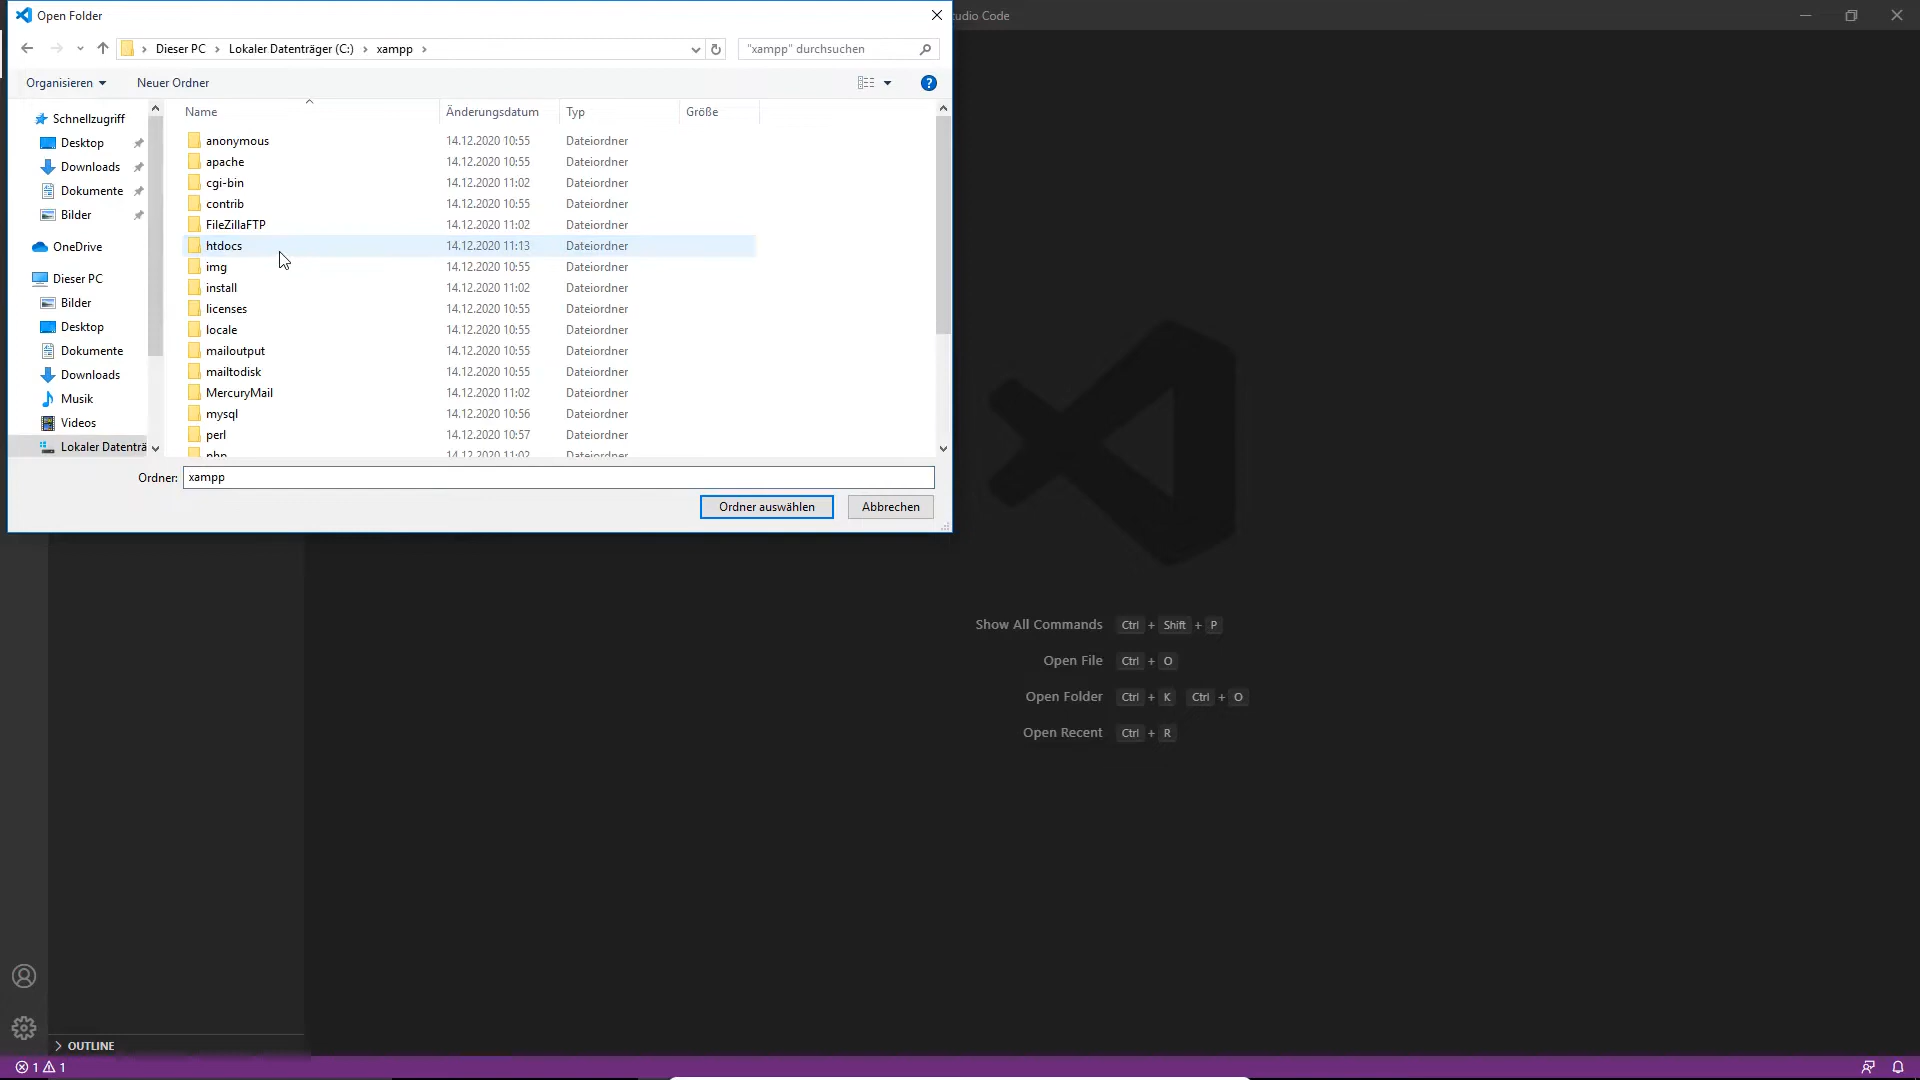 Open Folder
tudio Code
Dieser PC
Lokaler Datenträger (C:)
xampp
"xampp" durchsuchen
Organisieren
Neuer Ordner
Name
Änderungsdatum
Typ
Größe
Schnellzugriff
Desktop
Downloads
Dokumente
Bilder
OneDrive
Dieser PC
Bilder
Desktop
Dokumente
Downloads
Musik
Videos
Lokaler Datenträ
anonymous 14.12.2020 10:55 Dateiordner
apache 14.12.2020 10:55 Dateiordner
cgi-bin 14.12.2020 11:02 Dateiordner
contrib 14.12.2020 10:55 Dateiordner
FileZillaFTP 14.12.2020 11:02 Dateiordner
htdocs 14.12.2020 11:13 Dateiordner
img 14.12.2020 10:55 Dateiordner
install 14.12.2020 11:02 Dateiordner
licenses 14.12.2020 10:55 Dateiordner
locale 14.12.2020 10:55 Dateiordner
mailoutput 14.12.2020 10:55 Dateiordner
mailtodisk 14.12.2020 10:55 Dateiordner
MercuryMail 14.12.2020 11:02 Dateiordner
mysql 14.12.2020 10:56 Dateiordner
perl 14.12.2020 10:57 Dateiordner
php 14.12.2020 11:02 Dateiordner
Ordner: xampp
Ordner auswählen
Abbrechen
Show All Commands Ctrl + Shift + P
Open File Ctrl + O
Open Folder Ctrl + K Ctrl + O
Open Recent Ctrl + R
OUTLINE
1 1